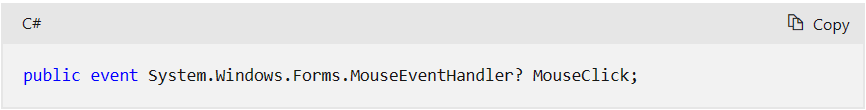 C#
Copy
public event System.Windows.Forms.MouseEventHandler? MouseClick;